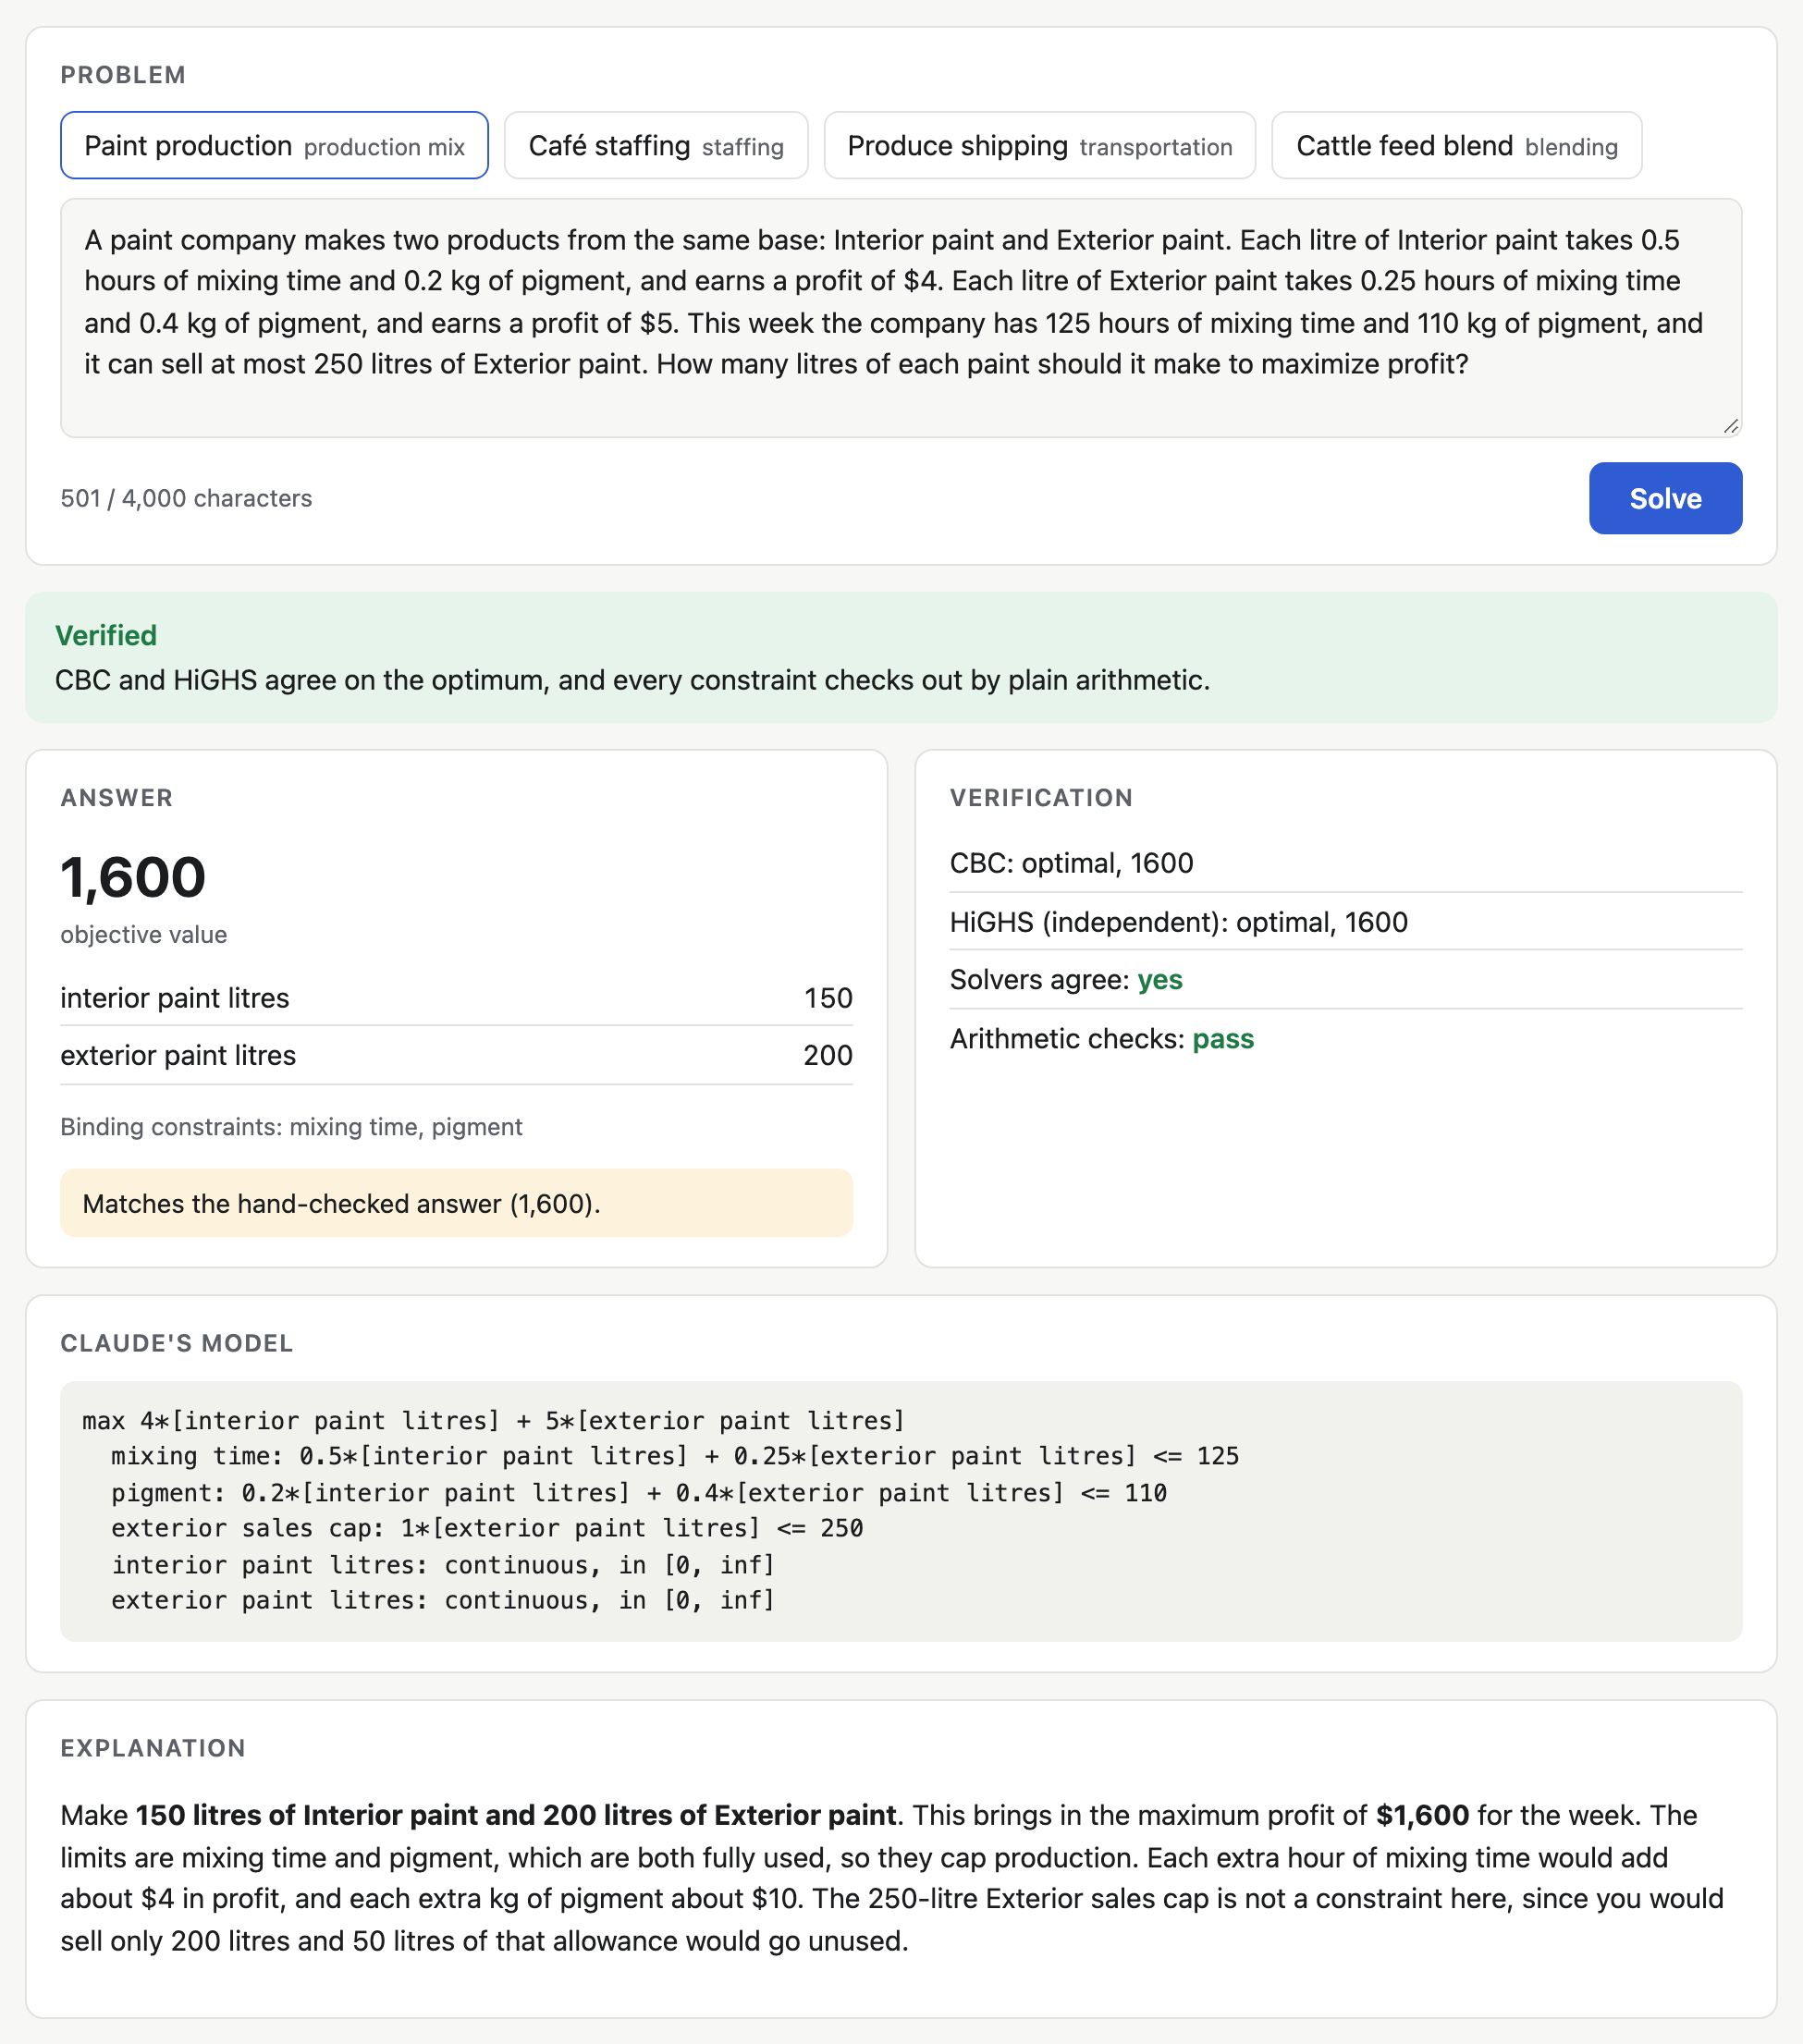 PROBLEM
Paint production production mix
Café staffing staffing
Produce shipping transportation
Cattle feed blend blending
A paint company makes two products from the same base: Interior paint and Exterior paint. Each litre of Interior paint takes 0.5
hours of mixing time and 0.2 kg of pigment, and earns a profit of $4. Each litre of Exterior paint takes 0.25 hours of mixing time
and 0.4 kg of pigment, and earns a profit of $5. This week the company has 125 hours of mixing time and 110 kg of pigment, and
it can sell at most 250 litres of Exterior paint. How many litres of each paint should it make to maximize profit?
501 / 4,000 characters
Solve
Verified
CBC and HiGHS agree on the optimum, and every constraint checks out by plain arithmetic.
ANSWER
1,600
objective value
interior paint litres 150
exterior paint litres 200
Binding constraints: mixing time, pigment
Matches the hand-checked answer (1,600).
VERIFICATION
CBC: optimal, 1600
HiGHS (independent): optimal, 1600
Solvers agree: yes
Arithmetic checks: pass
CLAUDE'S MODEL
max 4*[interior paint litres] + 5*[exterior paint litres]
mixing time: 0.5*[interior paint litres] + 0.25*[exterior paint litres] <= 125
pigment: 0.2*[interior paint litres] + 0.4*[exterior paint litres] <= 110
exterior sales cap: 1*[exterior paint litres] <= 250
interior paint litres: continuous, in [0, inf]
exterior paint litres: continuous, in [0, inf]
EXPLANATION
Make 150 litres of Interior paint and 200 litres of Exterior paint. This brings in the maximum profit of $1,600 for the week. The
limits are mixing time and pigment, which are both fully used, so they cap production. Each extra hour of mixing time would add
about $4 in profit, and each extra kg of pigment about $10. The 250-litre Exterior sales cap is not a constraint here, since you would
sell only 200 litres and 50 litres of that allowance would go unused.